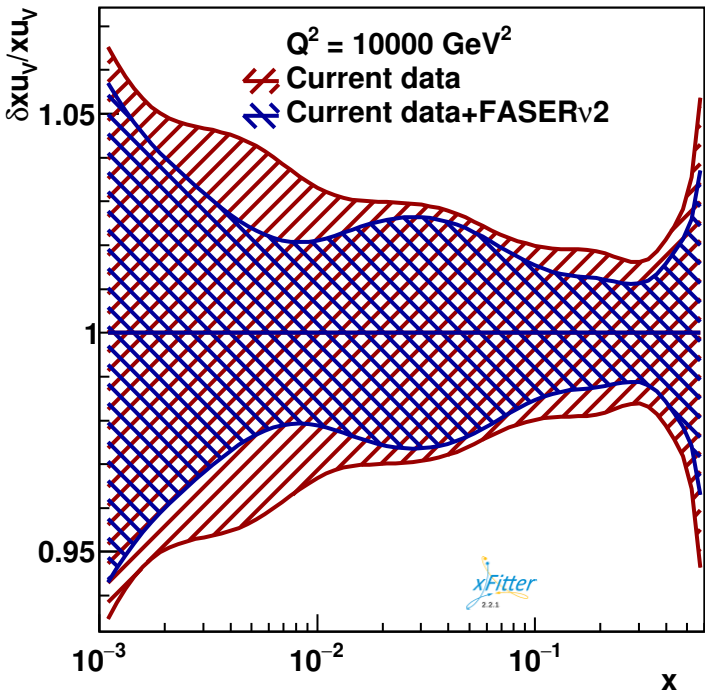 δxu_V/xu_V
Q² = 10000 GeV²
Current data
Current data+FASERν2
1.05
1
0.95
xFitter
2.2.1
10⁻³
10⁻²
10⁻¹
x